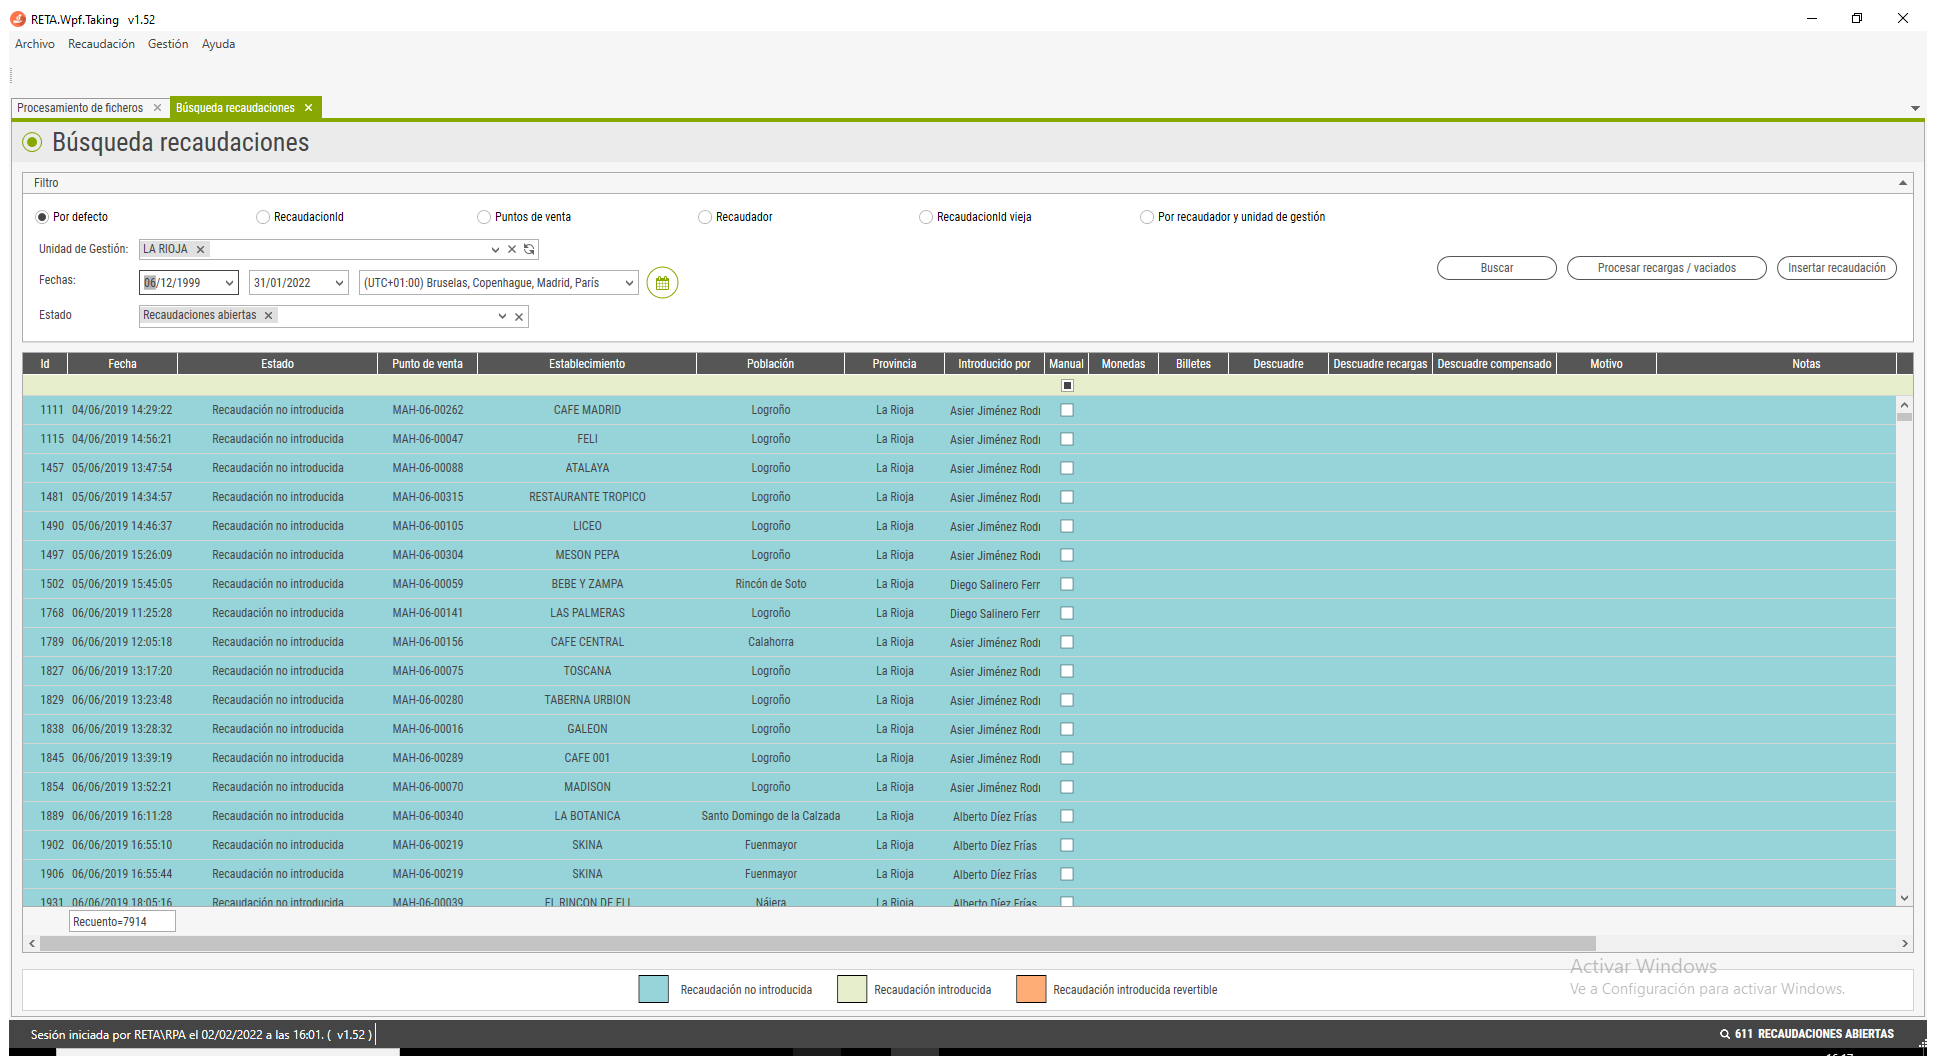 RETA.Wpf.Taking v1.52
Archivo Recaudación Gestión Ayuda
Procesamiento de ficheros Búsqueda recaudaciones
Búsqueda recaudaciones
Filtro
Por defecto RecaudacionId Puntos de venta Recaudador RecaudacionId vieja Por recaudador y unidad de gestión
Unidad de Gestión: LA RIOJA
Fechas: 06/12/1999 31/01/2022 (UTC+01:00) Bruselas, Copenhague, Madrid, París
Buscar Procesar recargas / vaciados Insertar recaudación
Estado Recaudaciones abiertas
Id Fecha Estado Punto de venta Establecimiento Población Provincia Introducido por Manual Monedas Billetes Descuadre Descuadre recargas Descuadre compensado Motivo Notas
1111 04/06/2019 14:29:22 Recaudación no introducida MAH-06-00262 CAFE MADRID Logroño La Rioja Asier Jiménez Rodr
1115 04/06/2019 14:56:21 Recaudación no introducida MAH-06-00047 FELI Logroño La Rioja Asier Jiménez Rodr
1457 05/06/2019 13:47:54 Recaudación no introducida MAH-06-00088 ATALAYA Logroño La Rioja Asier Jiménez Rodr
1481 05/06/2019 14:34:57 Recaudación no introducida MAH-06-00315 RESTAURANTE TROPICO Logroño La Rioja Asier Jiménez Rodr
1490 05/06/2019 14:46:37 Recaudación no introducida MAH-06-00105 LICEO Logroño La Rioja Asier Jiménez Rodr
1497 05/06/2019 15:26:09 Recaudación no introducida MAH-06-00304 MESON PEPA Logroño La Rioja Asier Jiménez Rodr
1502 05/06/2019 15:45:05 Recaudación no introducida MAH-06-00059 BEBE Y ZAMPA Rincón de Soto La Rioja Diego Salinero Ferr
1768 06/06/2019 11:25:28 Recaudación no introducida MAH-06-00141 LAS PALMERAS Logroño La Rioja Diego Salinero Ferr
1789 06/06/2019 12:05:18 Recaudación no introducida MAH-06-00156 CAFE CENTRAL Calahorra La Rioja Asier Jiménez Rodr
1827 06/06/2019 13:17:20 Recaudación no introducida MAH-06-00075 TOSCANA Logroño La Rioja Asier Jiménez Rodr
1829 06/06/2019 13:23:48 Recaudación no introducida MAH-06-00280 TABERNA URBION Logroño La Rioja Asier Jiménez Rodr
1838 06/06/2019 13:28:32 Recaudación no introducida MAH-06-00016 GALEON Logroño La Rioja Asier Jiménez Rodr
1845 06/06/2019 13:39:19 Recaudación no introducida MAH-06-00289 CAFE 001 Logroño La Rioja Asier Jiménez Rodr
1854 06/06/2019 13:52:21 Recaudación no introducida MAH-06-00070 MADISON Logroño La Rioja Asier Jiménez Rodr
1889 06/06/2019 16:11:28 Recaudación no introducida MAH-06-00340 LA BOTANICA Santo Domingo de la Calzada La Rioja Alberto Díez Frías
1902 06/06/2019 16:55:10 Recaudación no introducida MAH-06-00219 SKINA Fuenmayor La Rioja Alberto Díez Frías
1906 06/06/2019 16:55:44 Recaudación no introducida MAH-06-00219 SKINA Fuenmayor La Rioja Alberto Díez Frías
1931 06/06/2019 18:05:16 Recaudación no introducida MAH-06-00039 EL RINCON DE ELI Nájera La Rioja Alberto Díez Frías
Recuento=7914
Recaudación no introducida Recaudación introducida Recaudación introducida revertible
Activar Windows
Ve a Configuración para activar Windows.
Sesión iniciada por RETA\RPA el 02/02/2022 a las 16:01. ( v1.52 ) 611 RECAUDACIONES ABIERTAS